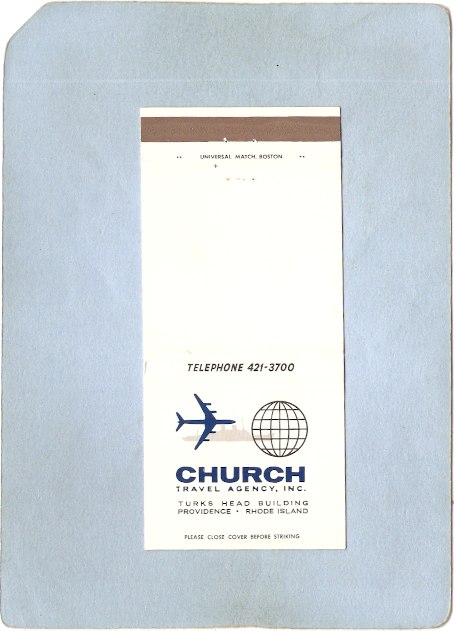 UNIVERSAL MATCH, BOSTON
TELEPHONE 421-3700
CHURCH
TRAVEL AGENCY, INC.
TURKS HEAD BUILDING
PROVIDENCE • RHODE ISLAND
PLEASE CLOSE COVER BEFORE STRIKING